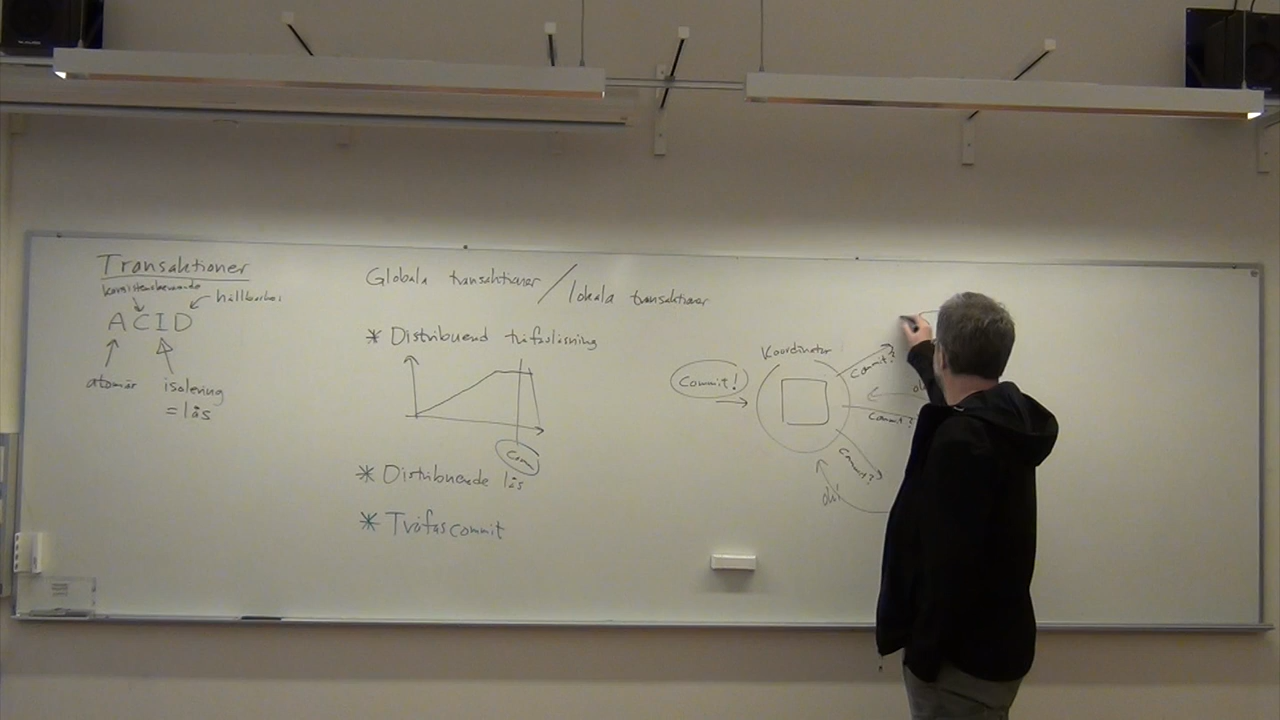 Transaktioner
konsistensbevarande
hållbarhet
ACID
atomär
isolering
= lås
Globala transaktioner / lokala transaktioner
* Distribuerad tvåfaslåsning
Comm
* Distribuerade lås
* Tvåfascommit
Commit!
Koordinator
Commit?
Commit?
Commit?
ok!